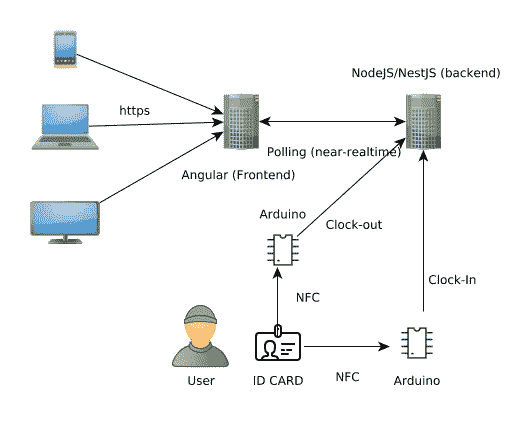 NodeJS/NestJS (backend)
https
Polling (near-realtime)
Angular (Frontend)
Arduino
Clock-out
Clock-In
NFC
User
ID CARD
NFC
Arduino